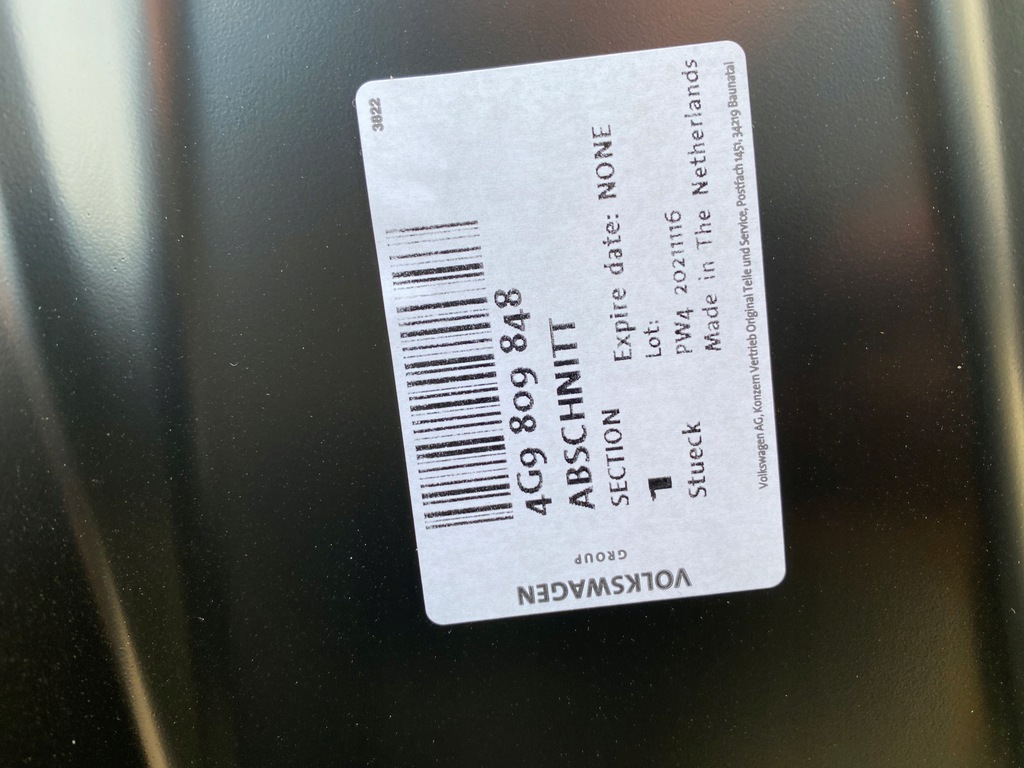 3822
4G9 809 848
ABSCHNITT
SECTION
Expire date: NONE
1
Lot:
Stueck
PW4 20211116
Made in The Netherlands
Volkswagen AG, Konzern Vertrieb Original Teile und Service, Postfach 1451, 34219 Baunatal
VOLKSWAGEN
GROUP